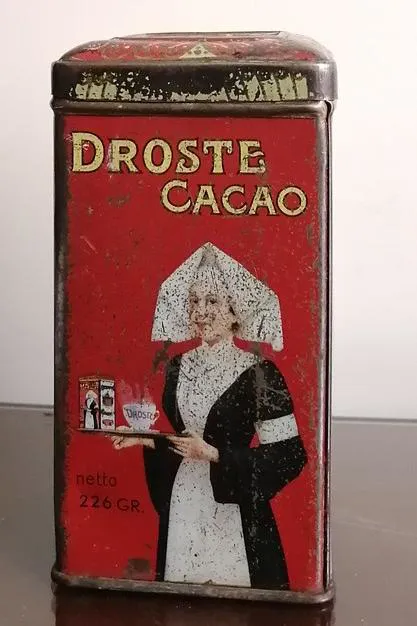 DROSTE
CACAO
DROSTE
netto
226 GR.